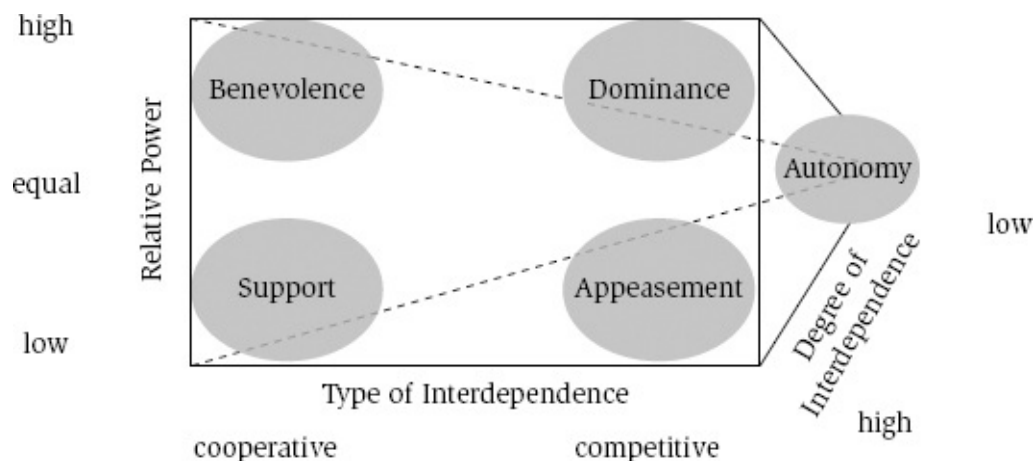 high
Benevolence
Dominance
Relative Power
Autonomy
equal
low
Support
Appeasement
low
Degree of
Interdependence
Type of Interdependence
high
cooperative
competitive